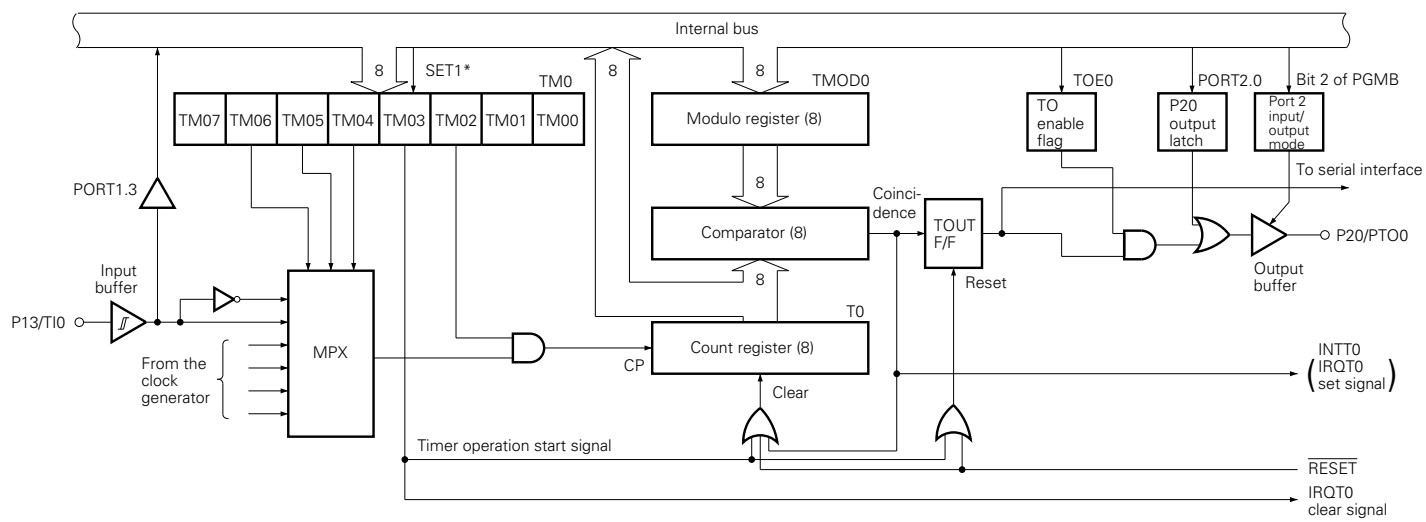 Internal bus
8
SET1*
TM0
8
8
TMOD0
TOE0
PORT2.0
Bit 2 of PGMB
TM07
TM06
TM05
TM04
TM03
TM02
TM01
TM00
Modulo register (8)
TO
enable
flag
P20
output
latch
Port 2
input/
output
mode
PORT1.3
8
Coinci-
dence
To serial interface
Comparator (8)
TOUT
F/F
P20/PTO0
Input
buffer
8
Reset
Output
buffer
P13/TI0
MPX
T0
Count register (8)
CP
From the
clock
generator
Clear
INTT0
IRQT0
set signal
Timer operation start signal
RESET
IRQT0
clear signal